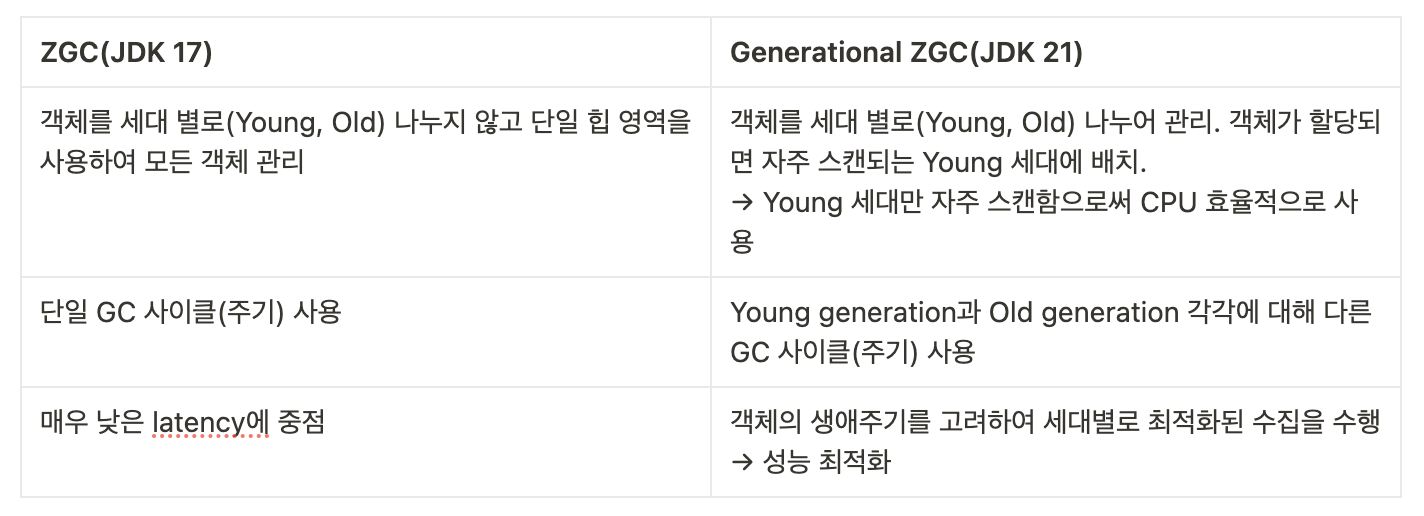 ZGC(JDK 17)
Generational ZGC(JDK 21)
객체를 세대 별로(Young, Old) 나누지 않고 단일 힙 영역을
사용하여 모든 객체 관리
객체를 세대 별로(Young, Old) 나누어 관리. 객체가 할당되
면 자주 스캔되는 Young 세대에 배치.
→ Young 세대만 자주 스캔함으로써 CPU 효율적으로 사
용
단일 GC 사이클(주기) 사용
Young generation과 Old generation 각각에 대해 다른
GC 사이클(주기) 사용
매우 낮은 latency에 중점
객체의 생애주기를 고려하여 세대별로 최적화된 수집을 수행
→ 성능 최적화